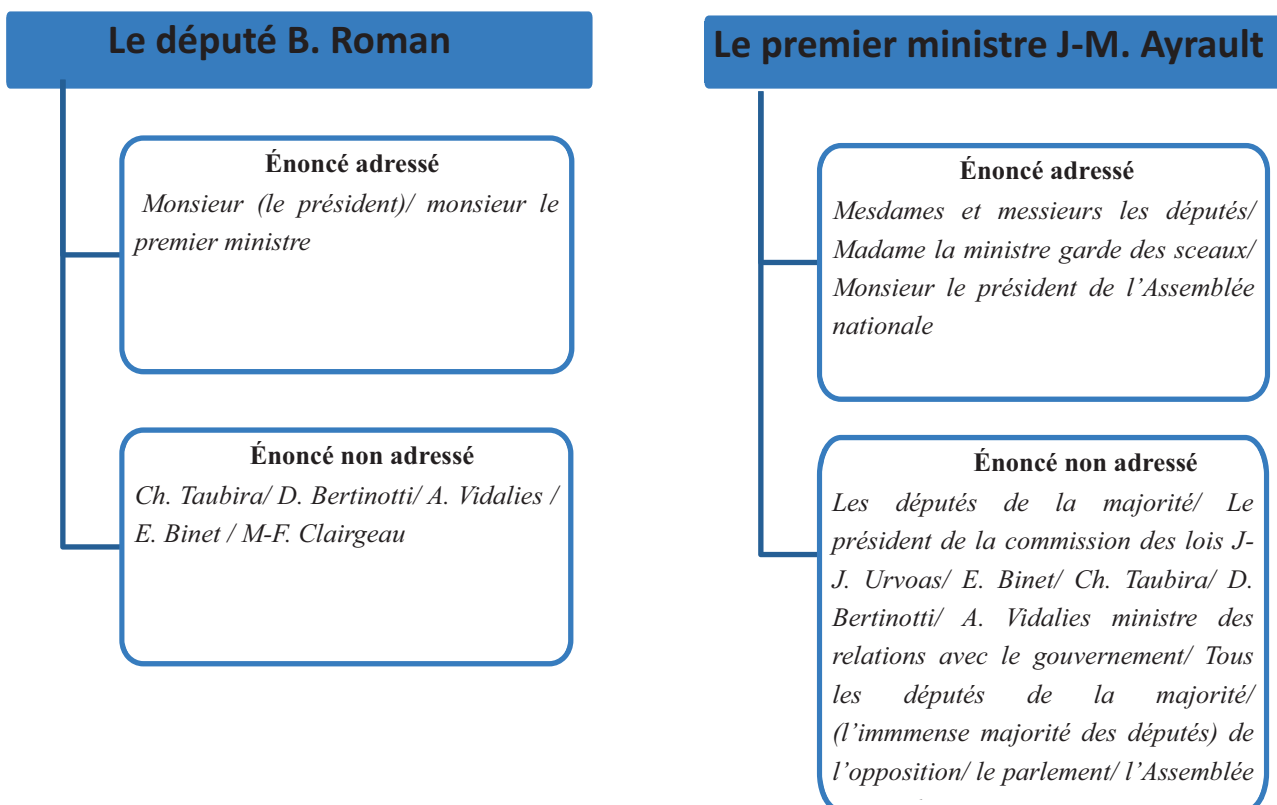 Le député B. Roman
Énoncé adressé
Monsieur (le président)/ monsieur le
premier ministre
Énoncé non adressé
Ch. Taubira/ D. Bertinotti/ A. Vidalies /
E. Binet / M-F. Clairgeau
Le premier ministre J-M. Ayrault
Énoncé adressé
Mesdames et messieurs les députés/
Madame la ministre garde des sceaux/
Monsieur le président de l’Assemblée
nationale
Énoncé non adressé
Les députés de la majorité/ Le
président de la commission des lois J-
J. Urvoas/ E. Binet/ Ch. Taubira/ D.
Bertinotti/ A. Vidalies ministre des
relations avec le gouvernement/ Tous
les députés de la majorité/
(l’immmense majorité des députés) de
l’opposition/ le parlement/ l’Assemblée